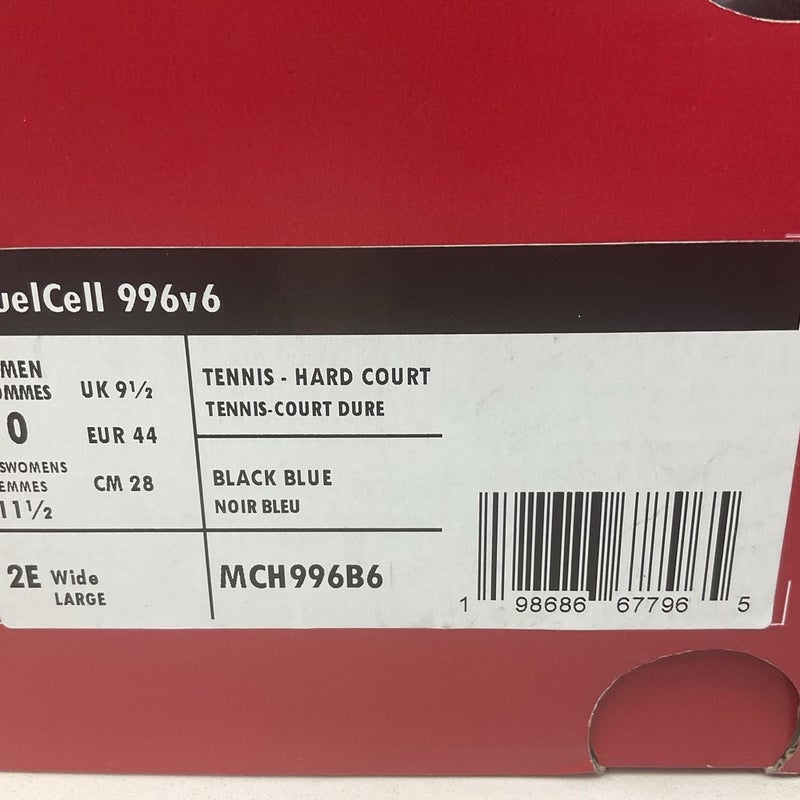 uelCell 996v6
MEN
OMMES
0
SWOMENS
EMMES
11½
UK 9½
EUR 44
CM 28
TENNIS - HARD COURT
TENNIS-COURT DURE
BLACK BLUE
NOIR BLEU
2E Wide
LARGE
MCH996B6
1 98686 67796 5